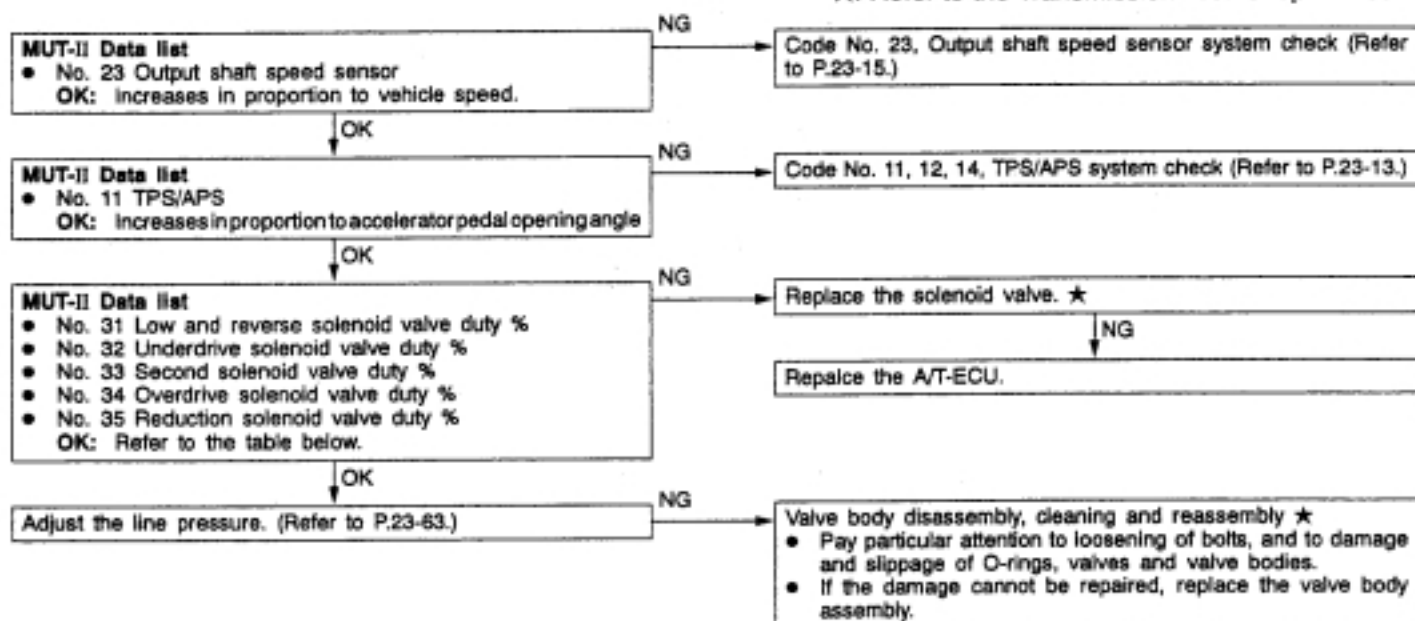 NG
MUT-II Data list
● No. 23 Output shaft speed sensor
OK: Increases in proportion to vehicle speed.
Code No. 23, Output shaft speed sensor system check (Refer
to P.23-15.)
OK
NG
MUT-II Data list
● No. 11 TPS/APS
OK: Increases in proportion to accelerator pedal opening angle
Code No. 11, 12, 14, TPS/APS system check (Refer to P.23-13.)
OK
NG
MUT-II Data list
● No. 31 Low and reverse solenoid valve duty %
● No. 32 Underdrive solenoid valve duty %
● No. 33 Second solenoid valve duty %
● No. 34 Overdrive solenoid valve duty %
● No. 35 Reduction solenoid valve duty %
OK: Refer to the table below.
Replace the solenoid valve. ★
NG
Repalce the A/T-ECU.
OK
NG
Adjust the line pressure. (Refer to P.23-63.)
Valve body disassembly, cleaning and reassembly ★
● Pay particular attention to loosening of bolts, and to damage
and slippage of O-rings, valves and valve bodies.
● If the damage cannot be repaired, replace the valve body
assembly.